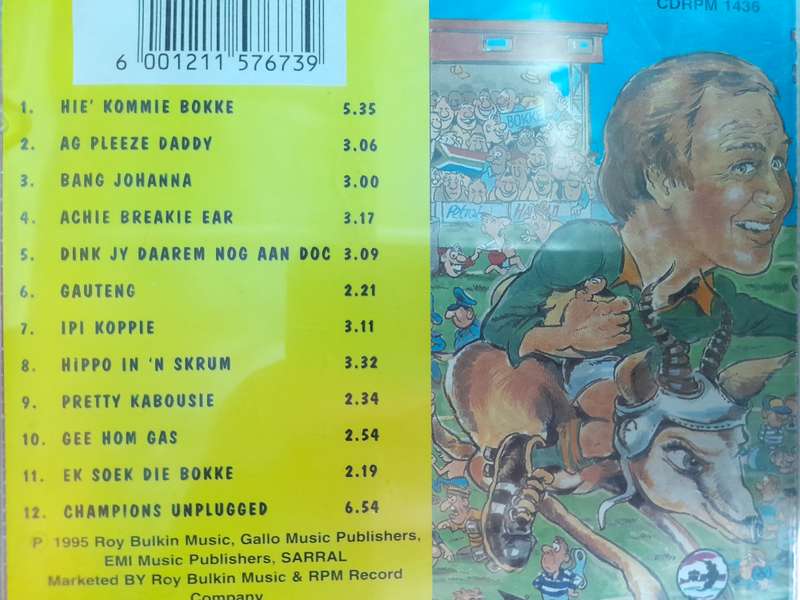 CDRPM 1436
6 001211 576739
1. HIE' KOMMIE BOKKE 5.35
2. AG PLEEZE DADDY 3.06
3. BANG JOHANNA 3.00
4. ACHIE BREAKIE EAR 3.17
5. DINK JY DAAREM NOG AAN DOC 3.09
6. GAUTENG 2.21
7. IPI KOPPIE 3.11
8. HiPPO IN 'N SKRUM 3.32
9. PRETTY KABOUSIE 2.34
10. GEE HOM GAS 2.54
11. EK SOEK DIE BOKKE 2.19
12. CHAMPIONS UNPLUGGED 6.54
P 1995 Roy Bulkin Music, Gallo Music Publishers,
EMI Music Publishers, SARRAL
Marketed BY Roy Bulkin Music & RPM Record
Company
BOKKE